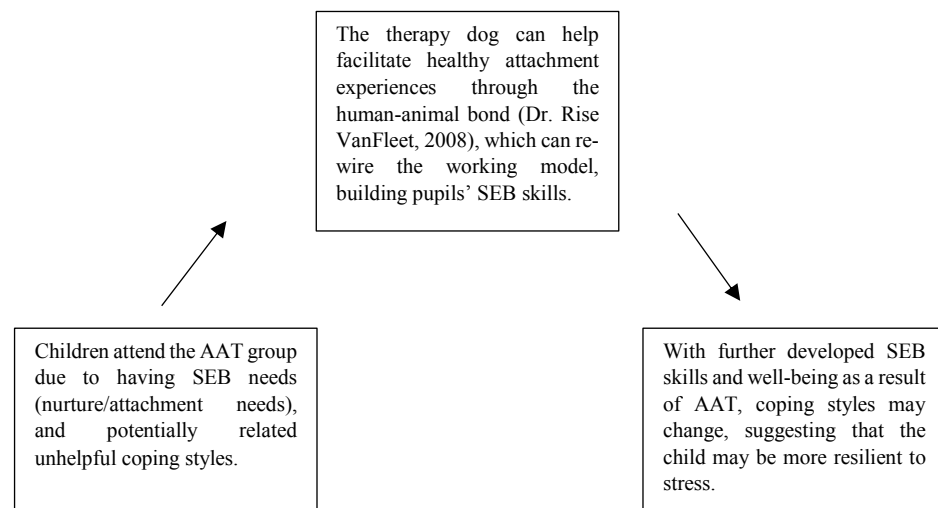 The therapy dog can help
facilitate healthy attachment
experiences through the
human-animal bond (Dr. Rise
VanFleet, 2008), which can re-
wire the working model,
building pupils’ SEB skills.
Children attend the AAT group
due to having SEB needs
(nurture/attachment needs),
and potentially related
unhelpful coping styles.
With further developed SEB
skills and well-being as a result
of AAT, coping styles may
change, suggesting that the
child may be more resilient to
stress.